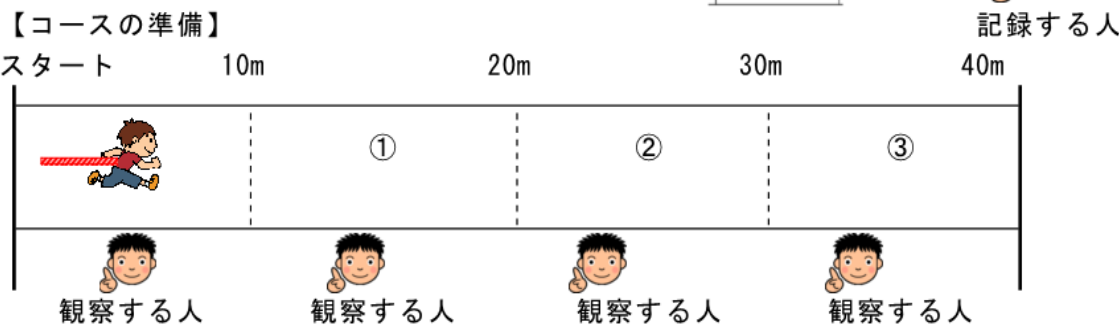 【コースの準備】
記録する人
スタート 10m 20m 30m 40m
① ② ③
観察する人 観察する人 観察する人 観察する人